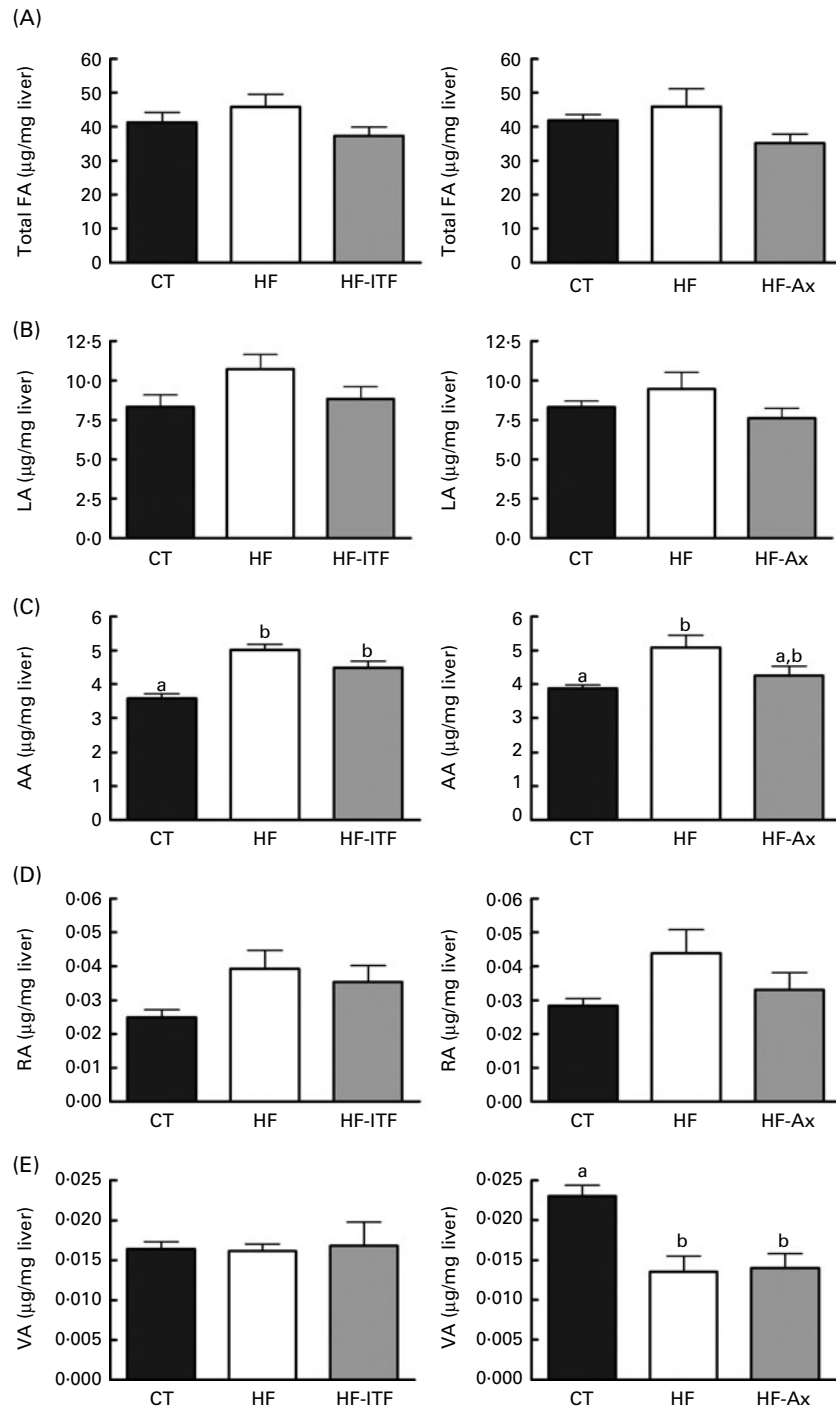 (A)
Total FA (μg/mg liver)
60
50
40
30
20
10
0
CT HF HF-ITF
Total FA (μg/mg liver)
60
50
40
30
20
10
0
CT HF HF-Ax
(B)
LA (μg/mg liver)
12·5
10·0
7·5
5·0
2·5
0·0
CT HF HF-ITF
LA (μg/mg liver)
12·5
10·0
7·5
5·0
2·5
0·0
CT HF HF-Ax
(C)
AA (μg/mg liver)
6
5
4
3
2
1
0
a b b
CT HF HF-ITF
AA (μg/mg liver)
6
5
4
3
2
1
0
a b a,b
CT HF HF-Ax
(D)
RA (μg/mg liver)
0·06
0·05
0·04
0·03
0·02
0·01
0·00
CT HF HF-ITF
RA (μg/mg liver)
0·06
0·05
0·04
0·03
0·02
0·01
0·00
CT HF HF-Ax
(E)
VA (μg/mg liver)
0·025
0·020
0·015
0·010
0·005
0·000
CT HF HF-ITF
VA (μg/mg liver)
0·025
0·020
0·015
0·010
0·005
0·000
a b b
CT HF HF-Ax